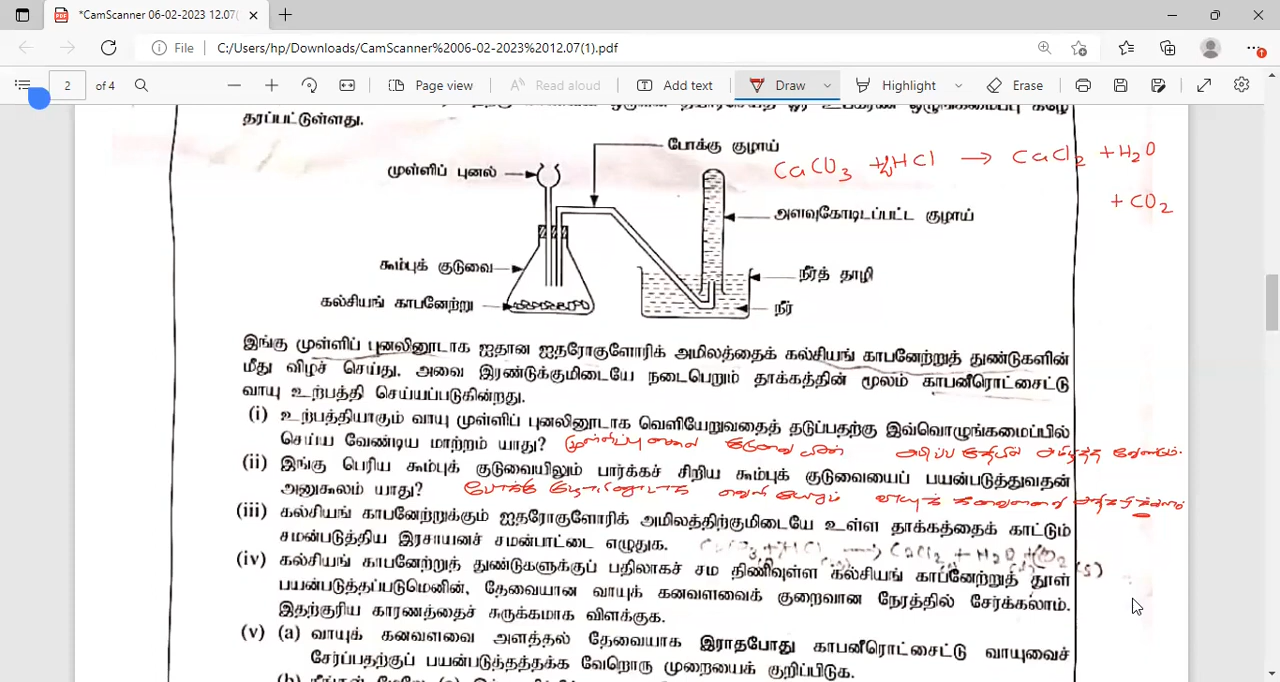 *CamScanner 06-02-2023 12.07(
File C:/Users/hp/Downloads/CamScanner%2006-02-2023%2012.07(1).pdf
2 of 4 Page view Read aloud Add text Draw Highlight Erase
தரப்பட்டுள்ளது.
போக்கு குழாய்
முள்ளிப் புனல்
CaCO3 + 2HCl → CaCl2 + H2O
+ CO2
அளவுகோடிடப்பட்ட குழாய்
கூம்புக் குடுவை
நீர்த் தாழி
கல்சியங் காபனேற்று
நீர்
இங்கு முள்ளிப் புனலினூடாக ஐதான ஐதரோகுளோரிக் அமிலத்தைக் கல்சியங் காபனேற்றுத் துண்டுகளின்
மீது விழச் செய்து, அவை இரண்டுக்குமிடையே நடைபெறும் தாக்கத்தின் மூலம் காபனீரொட்சைட்டு
வாயு உற்பத்தி செய்யப்படுகின்றது.
(i) உற்பத்தியாகும் வாயு முள்ளிப் புனலினூடாக வெளியேறுவதைத் தடுப்பதற்கு இவ்வொழுங்கமைப்பில்
செய்ய வேண்டிய மாற்றம் யாது?
(ii) இங்கு பெரிய கூம்புக் குடுவையிலும் பார்க்கச் சிறிய கூம்புக் குடுவையைப் பயன்படுத்துவதன்
அனுகூலம் யாது?
(iii) கல்சியங் காபனேற்றுக்கும் ஐதரோகுளோரிக் அமிலத்திற்குமிடையே உள்ள தாக்கத்தைக் காட்டும்
சமன்படுத்திய இரசாயனச் சமன்பாட்டை எழுதுக.
(iv) கல்சியங் காபனேற்றுத் துண்டுகளுக்குப் பதிலாகச் சம திணிவுள்ள கல்சியங் காப்னேற்றுத் தூள்
பயன்படுத்தப்படுமெனின், தேவையான வாயுக் கனவளவைக் குறைவான நேரத்தில் சேர்க்கலாம்.
இதற்குரிய காரணத்தைச் சுருக்கமாக விளக்குக.
(v) (a) வாயுக் கனவளவை அளத்தல் தேவையாக இராதபோது காபனீரொட்சைட்டு வாயுவைச்
சேர்ப்பதற்குப் பயன்படுத்தத்தக்க வேறொரு முறையைக் குறிப்பிடுக.